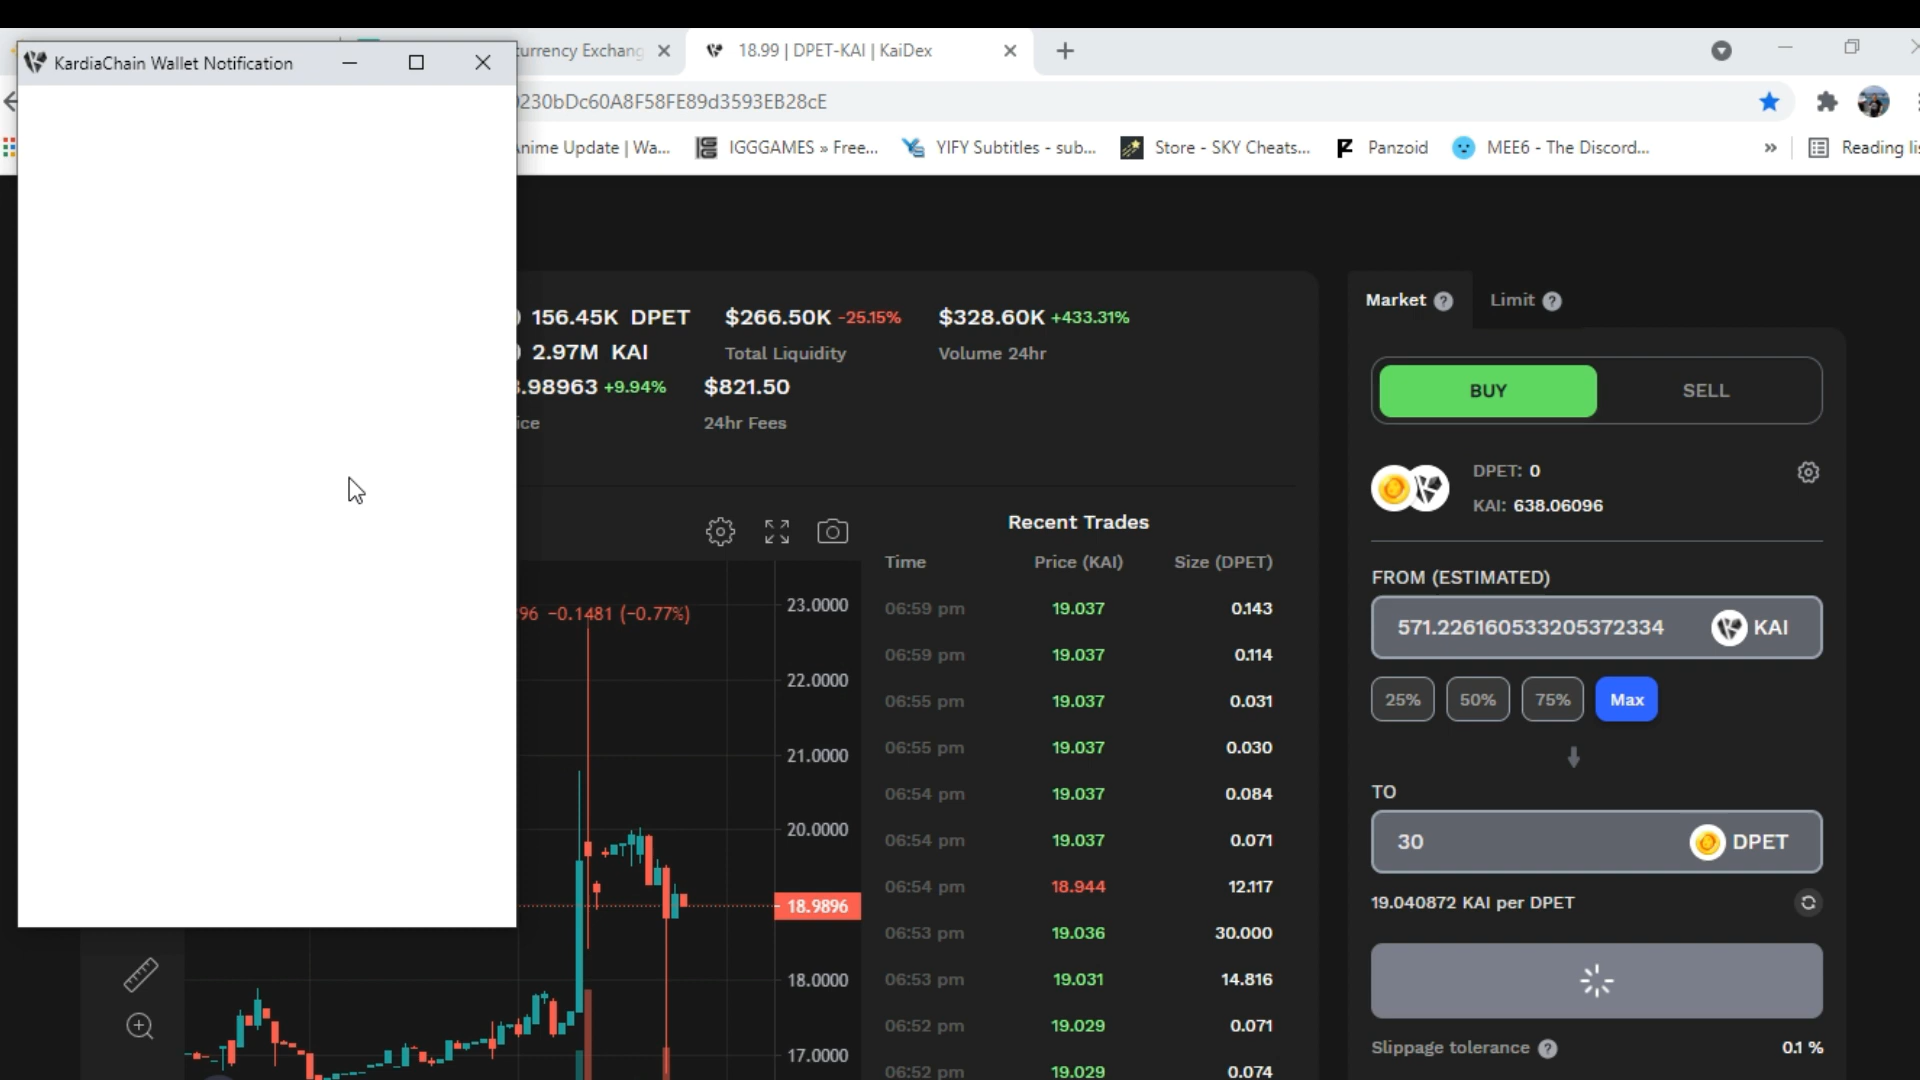 KardiaChain Wallet Notification
currency Exchang
18.99 | DPET-KAI | KaiDex
230bDc60A8F58FE89d3593EB28cE
Anime Update | Wa...
IGGGAMES » Free...
YIFY Subtitles - sub...
Store - SKY Cheats...
Panzoid
MEE6 - The Discord...
»
Reading lis
156.45K DPET
$266.50K -25.15%
$328.60K +433.31%
2.97M KAI
Total Liquidity
Volume 24hr
.98963 +9.94%
$821.50
ice
24hr Fees
96 −0.1481 (−0.77%)
23.0000
22.0000
21.0000
20.0000
18.9896
18.0000
17.0000
Recent Trades
Time Price (KAI) Size (DPET)
06:59 pm 19.037 0.143
06:59 pm 19.037 0.114
06:55 pm 19.037 0.031
06:55 pm 19.037 0.030
06:54 pm 19.037 0.084
06:54 pm 19.037 0.071
06:54 pm 18.944 12.117
06:53 pm 19.036 30.000
06:53 pm 19.031 14.816
06:52 pm 19.029 0.071
06:52 pm 19.029 0.074
Market ?
Limit ?
BUY
SELL
DPET: 0
KAI: 638.06096
FROM (ESTIMATED)
571.226160533205372334
KAI
25%
50%
75%
Max
TO
30
DPET
19.040872 KAI per DPET
Slippage tolerance ?
0.1 %